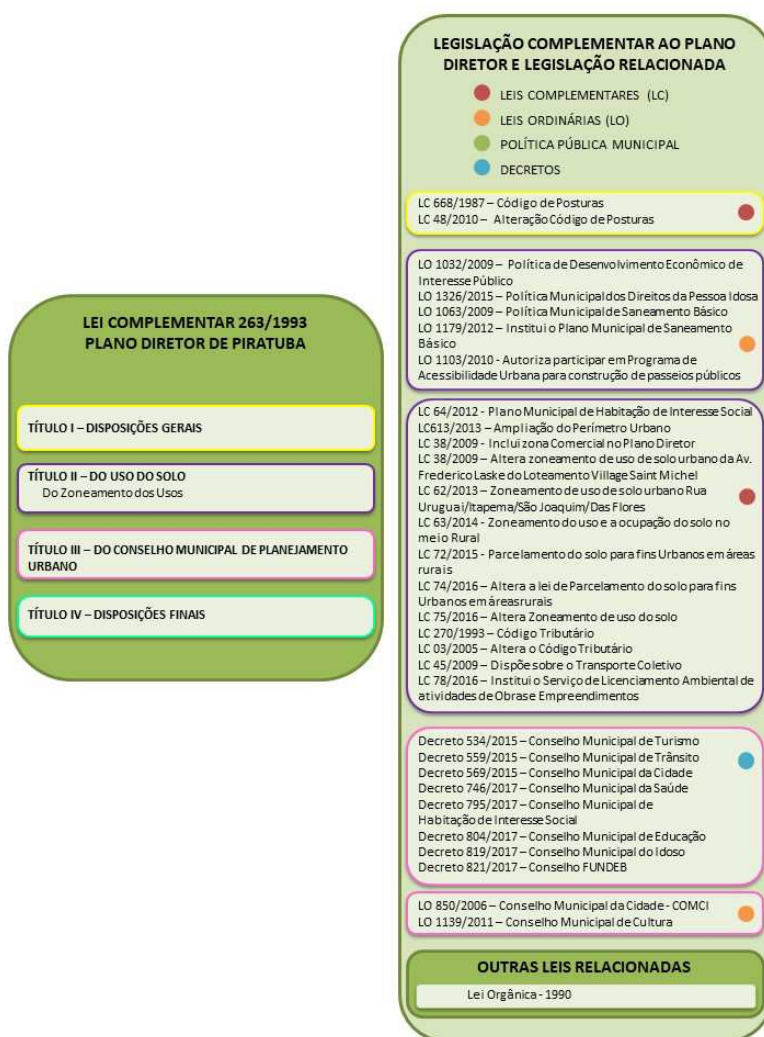 LEI COMPLEMENTAR 263/1993
PLANO DIRETOR DE PIRATUBA
TÍTULO I – DISPOSIÇÕES GERAIS
TÍTULO II – DO USO DO SOLO
Do Zoneamento dos Usos
TÍTULO III – DO CONSELHO MUNICIPAL DE PLANEJAMENTO
URBANO
TÍTULO IV – DISPOSIÇÕES FINAIS
LEGISLAÇÃO COMPLEMENTAR AO PLANO
DIRETOR E LEGISLAÇÃO RELACIONADA
LEIS COMPLEMENTARES (LC)
LEIS ORDINÁRIAS (LO)
POLÍTICA PÚBLICA MUNICIPAL
DECRETOS
LC 668/1987 – Código de Posturas
LC 48/2010 – Alteração Código de Posturas
LO 1032/2009 – Política de Desenvolvimento Econômico de
Interesse Público
LO 1326/2015 – Política Municipal dos Direitos da Pessoa Idosa
LO 1063/2009 – Política Municipal de Saneamento Básico
LO 1179/2012 – Institui o Plano Municipal de Saneamento
Básico
LO 1103/2010 - Autoriza participar em Programa de
Acessibilidade Urbana para construção de passeios públicos
LC 64/2012 - Plano Municipal de Habitação de Interesse Social
LC613/2013 – Ampliação do Perímetro Urbano
LC 38/2009 - Inclui zona Comercial no Plano Diretor
LC 38/2009 – Altera zoneamento de uso de solo urbano da Av.
Frederico Laske do Loteamento Village Saint Michel
LC 62/2013 – Zoneamento de uso de solo urbano Rua
Uruguai/Itapema/São Joaquim/Das Flores
LC 63/2014 - Zoneamento do uso e a ocupação do solo no
meio Rural
LC 72/2015 - Parcelamento do solo para fins Urbanos em áreas
rurais
LC 74/2016 – Altera a lei de Parcelamento do solo para fins
Urbanos em áreas rurais
LC 75/2016 – Altera Zoneamento de uso do solo
LC 270/1993 – Código Tributário
LC 03/2005 – Altera o Código Tributário
LC 45/2009 – Dispõe sobre o Transporte Coletivo
LC 78/2016 – Institui o Serviço de Licenciamento Ambiental de
atividades de Obras e Empreendimentos
Decreto 534/2015 – Conselho Municipal de Turismo
Decreto 559/2015 – Conselho Municipal de Trânsito
Decreto 569/2015 – Conselho Municipal da Cidade
Decreto 746/2017 – Conselho Municipal da Saúde
Decreto 795/2017 – Conselho Municipal de
Habitação de Interesse Social
Decreto 804/2017 – Conselho Municipal de Educação
Decreto 819/2017 – Conselho Municipal do Idoso
Decreto 821/2017 – Conselho FUNDEB
LO 850/2006 – Conselho Municipal da Cidade - COMCI
LO 1139/2011 – Conselho Municipal de Cultura
OUTRAS LEIS RELACIONADAS
Lei Orgânica - 1990